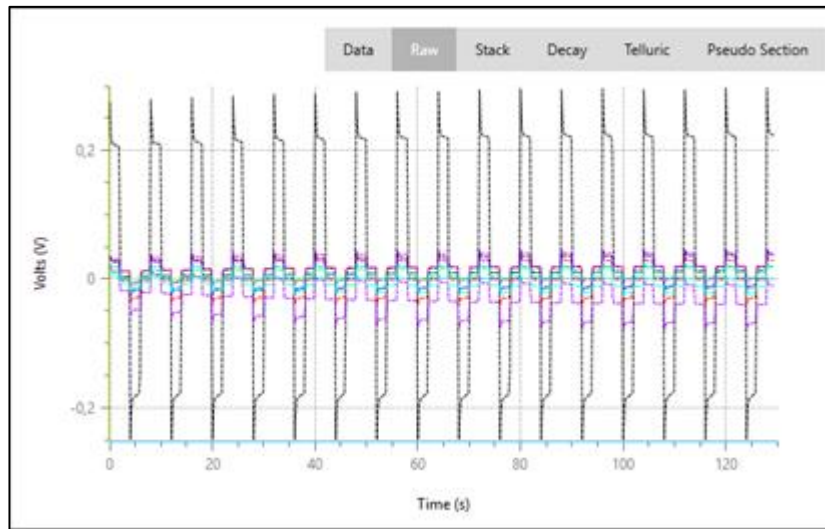 Data Raw Stack Decay Telluric Pseudo Section
0,2
0
-0,2
Volts (V)
0 20 40 60 80 100 120
Time (s)